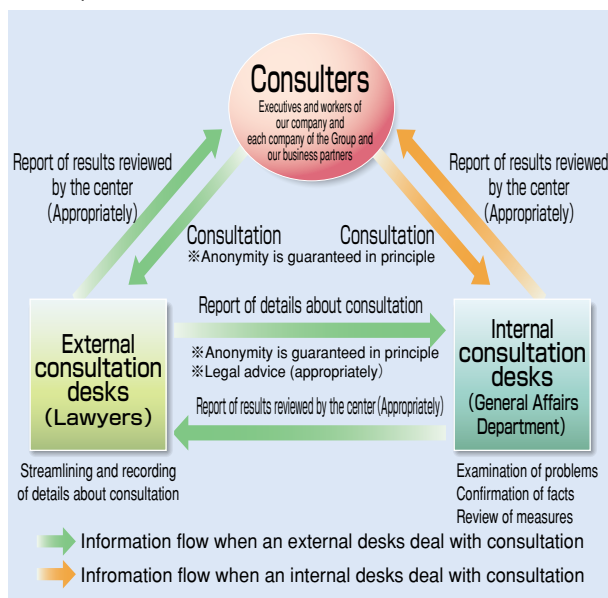 Consulters
Executives and workers of
our company and
each company of the Group and
our business partners
Report of results reviewed
by the center
(Appropriately)
Report of results reviewed
by the center
(Appropriately)
Consultation
Consultation
※Anonymity is guaranteed in principle
Report of details about consultation
※Anonymity is guaranteed in principle
※Legal advice (appropriately)
Report of results reviewed by the center(Appropriately)
External
consultation
desks
(Lawyers)
Internal
consultation
desks
(General Affairs
Department)
Streamlining and recording
of details about consultation
Examination of problems
Confirmation of facts
Review of measures
Information flow when an external desks deal with consultation
Infromation flow when an internal desks deal with consultation